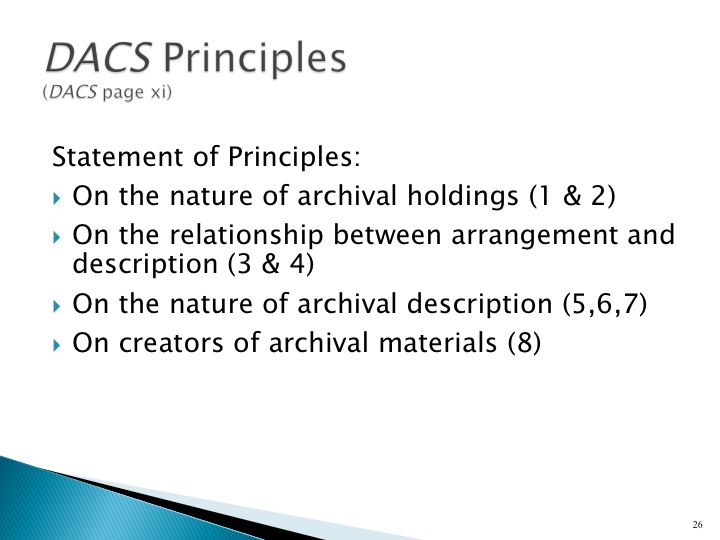 DACS Principles
(DACS page xi)
Statement of Principles:
On the nature of archival holdings (1 & 2)
On the relationship between arrangement and
description (3 & 4)
On the nature of archival description (5,6,7)
On creators of archival materials (8)
26